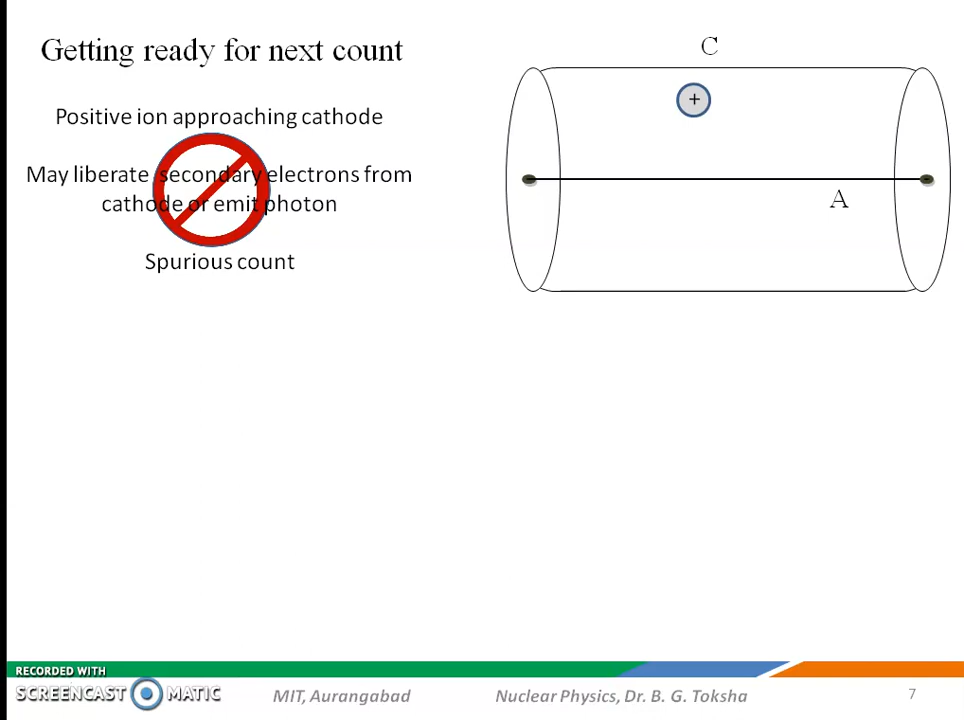 Getting ready for next count
Positive ion approaching cathode
May liberate secondary electrons from
cathode or emit photon
Spurious count
C
+
A
RECORDED WITH
SCREENCAST MATIC
MIT, Aurangabad
Nuclear Physics, Dr. B. G. Toksha
7